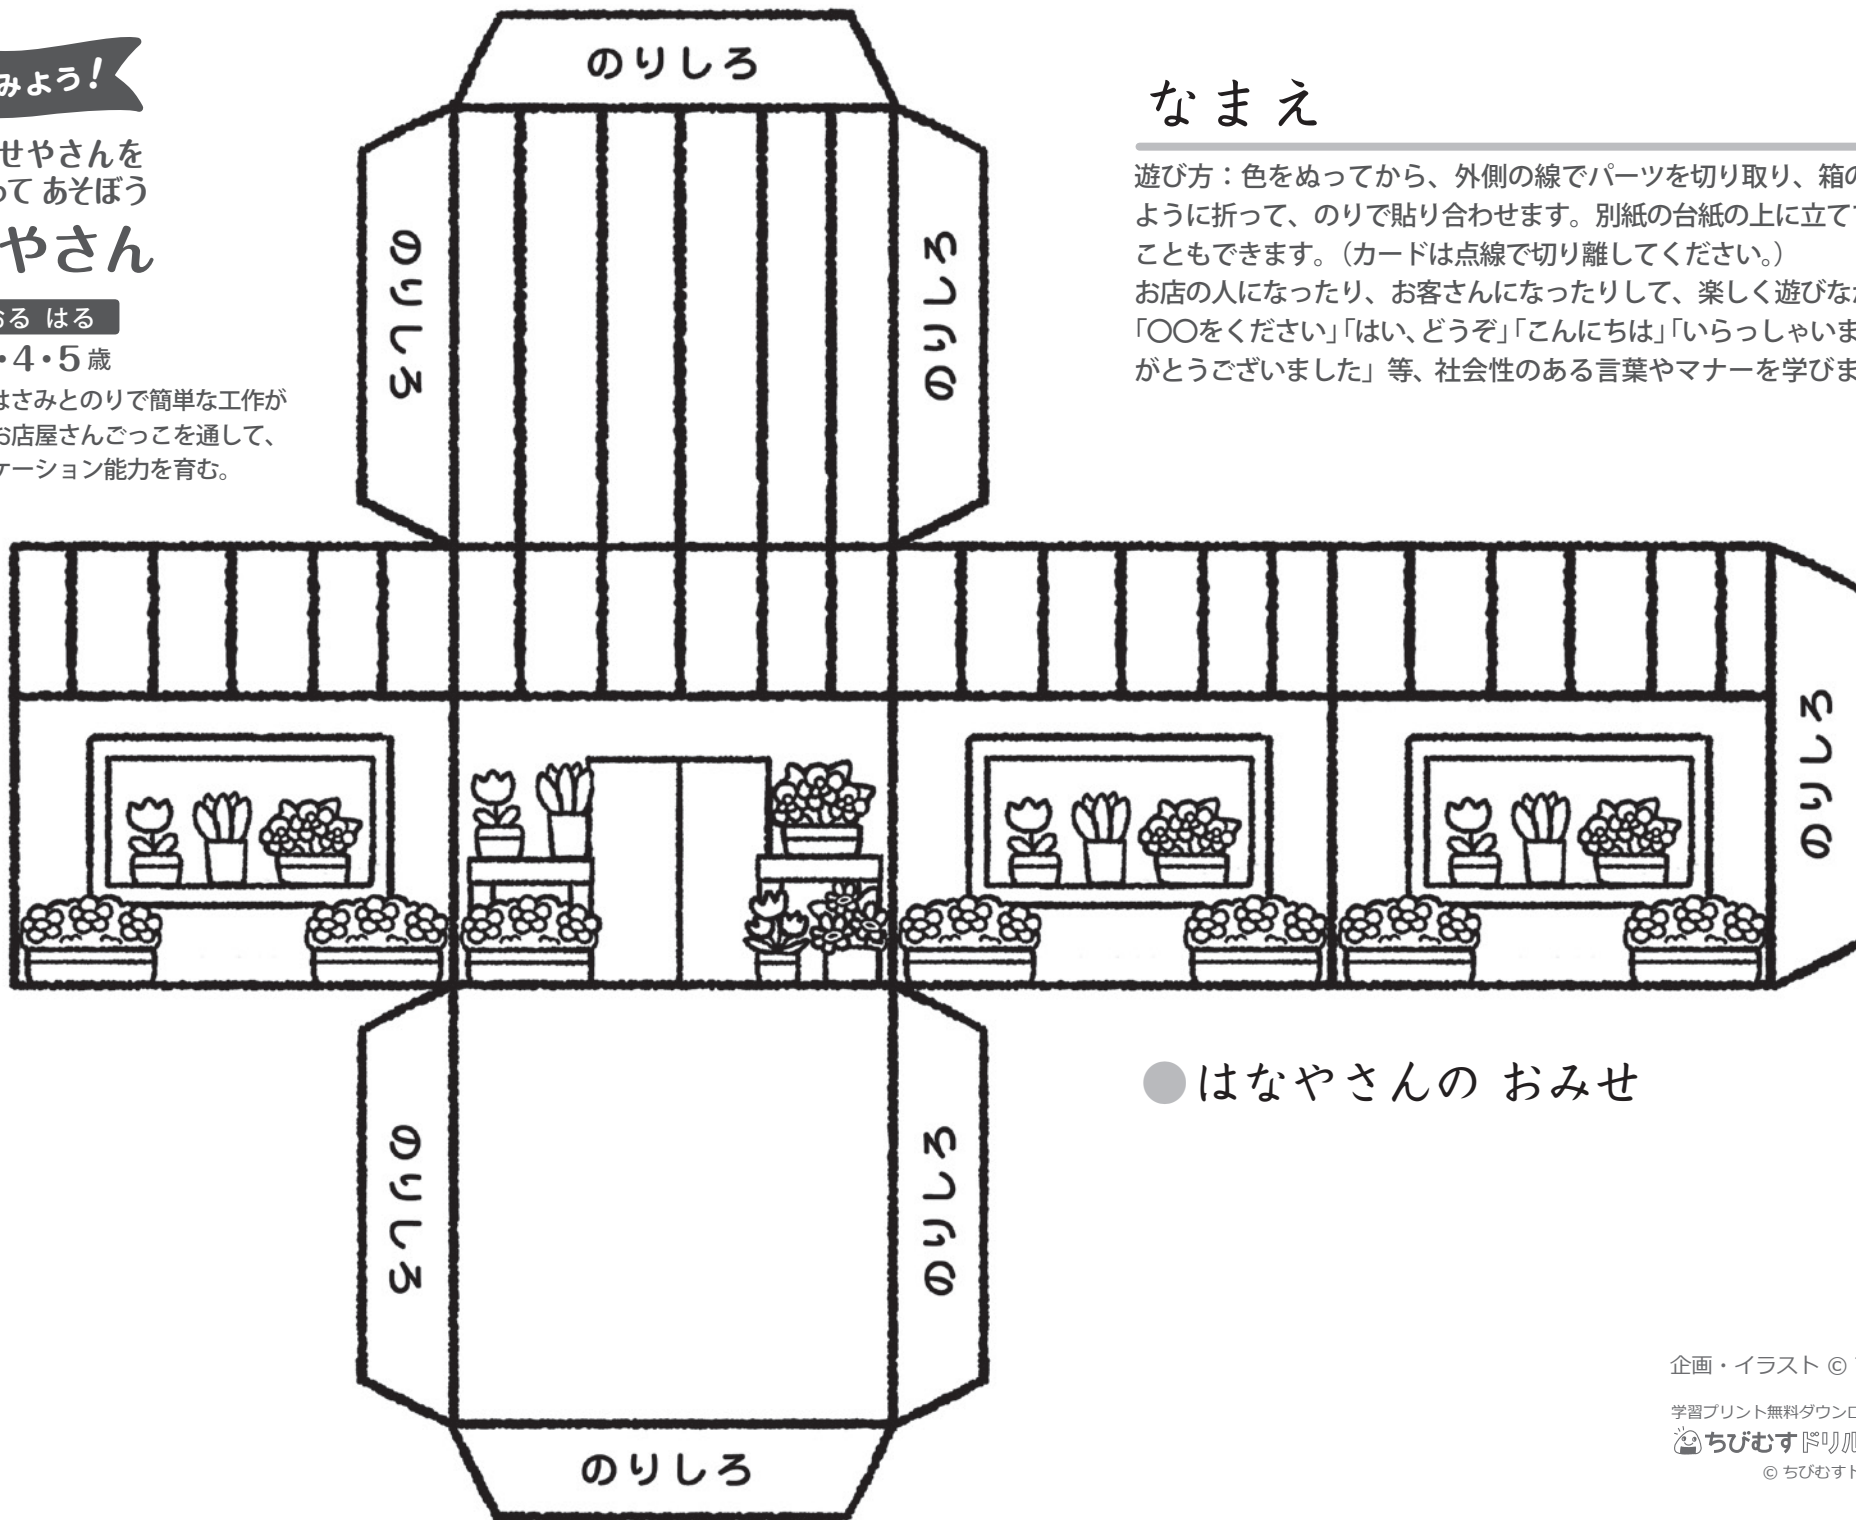 みよう!
せやさんを
って あそぼう
やさん
おる はる
・4・5歳
はさみとのりで簡単な工作が
お店屋さんごっこを通して、
ケーション能力を育む。
のりしろ
のりしろ
のりしろ
なまえ
遊び方：色をぬってから、外側の線でパーツを切り取り、箱の
ように折って、のりで貼り合わせます。別紙の台紙の上に立て
こともできます。（カードは点線で切り離してください。）
お店の人になったり、お客さんになったりして、楽しく遊びなが
「〇〇をください」「はい、どうぞ」「こんにちは」「いらっしゃいま
がとうございました」等、社会性のある言葉やマナーを学びま
のりしろ
●はなやさんの おみせ
のりしろ
のりしろ
のりしろ
企画・イラスト ©
学習プリント無料ダウンロ
ちびむすドリル
© ちびむすド